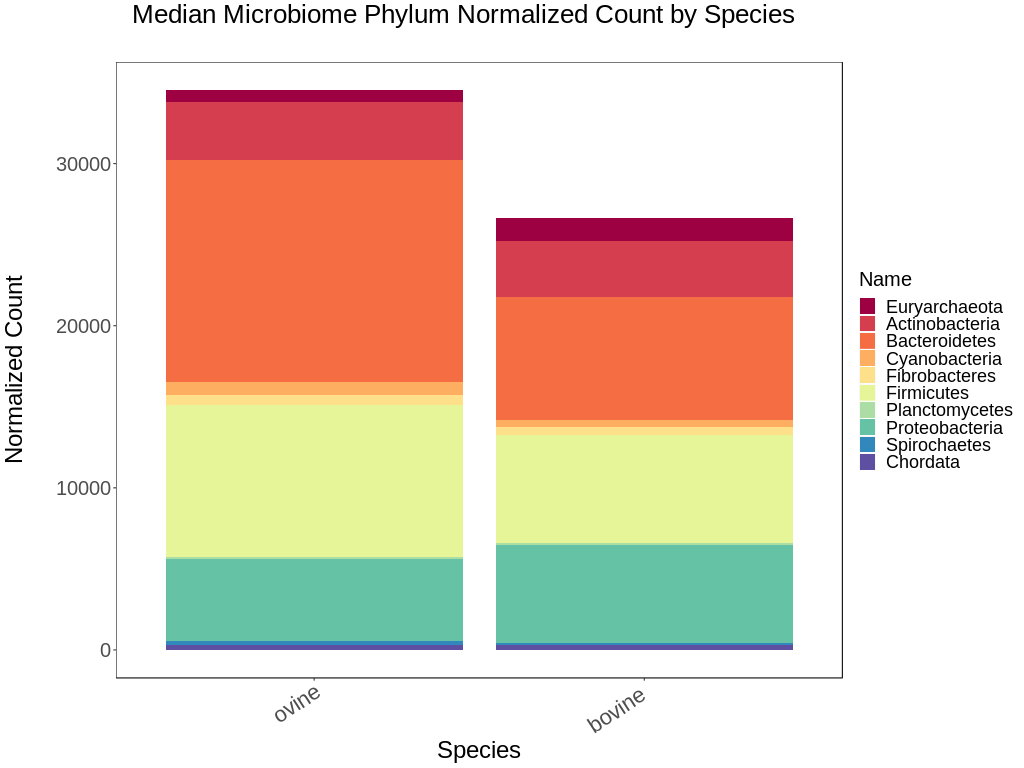 Median Microbiome Phylum Normalized Count by Species
Normalized Count
30000
20000
10000
0
ovine
bovine
Species
Name
Euryarchaeota
Actinobacteria
Bacteroidetes
Cyanobacteria
Fibrobacteres
Firmicutes
Planctomycetes
Proteobacteria
Spirochaetes
Chordata